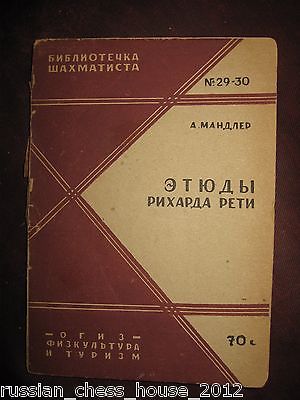 БИБЛИОТЕЧКА
ШАХМАТИСТА
№29-30
А. МАНДЛЕР
ЭТЮДЫ
РИХАРДА РЕТИ
—ОГИЗ—
ФИЗКУЛЬТУРА
И ТУРИЗМ
70 к.
russian_chess_house_2012